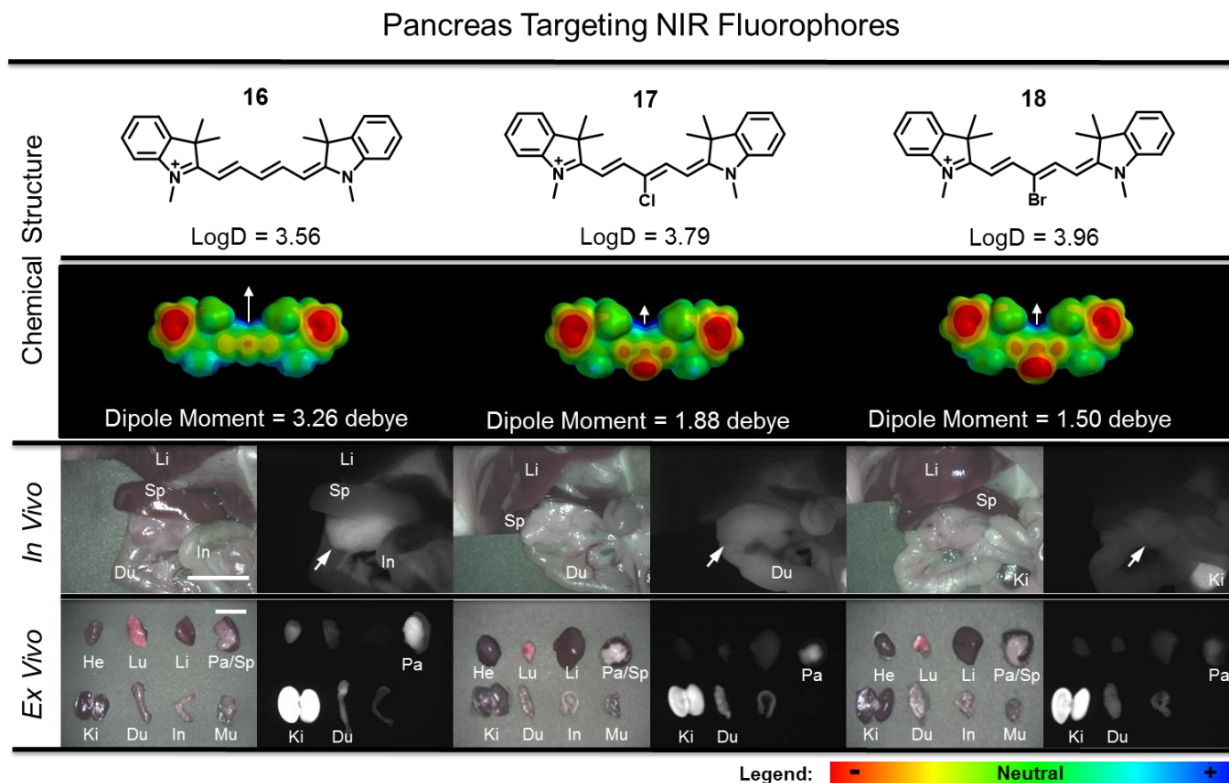 Pancreas Targeting NIR Fluorophores
Chemical Structure
16
17
18
N
+
N
N
+
Cl
N
N
+
Br
N
LogD = 3.56
LogD = 3.79
LogD = 3.96
Dipole Moment = 3.26 debye
Dipole Moment = 1.88 debye
Dipole Moment = 1.50 debye
In Vivo
Li
Sp
In
Du
Li
Sp
In
Li
Sp
Du
Du
Li
Sp
Ki
Ki
Ex Vivo
He Lu Li Pa/Sp
Ki Du In Mu
Pa
Ki Du
He Lu Li Pa/Sp
Ki Du In Mu
Pa
Ki Du
He Lu Li Pa/Sp
Ki Du In Mu
Pa
Ki Du
Legend: - Neutral +